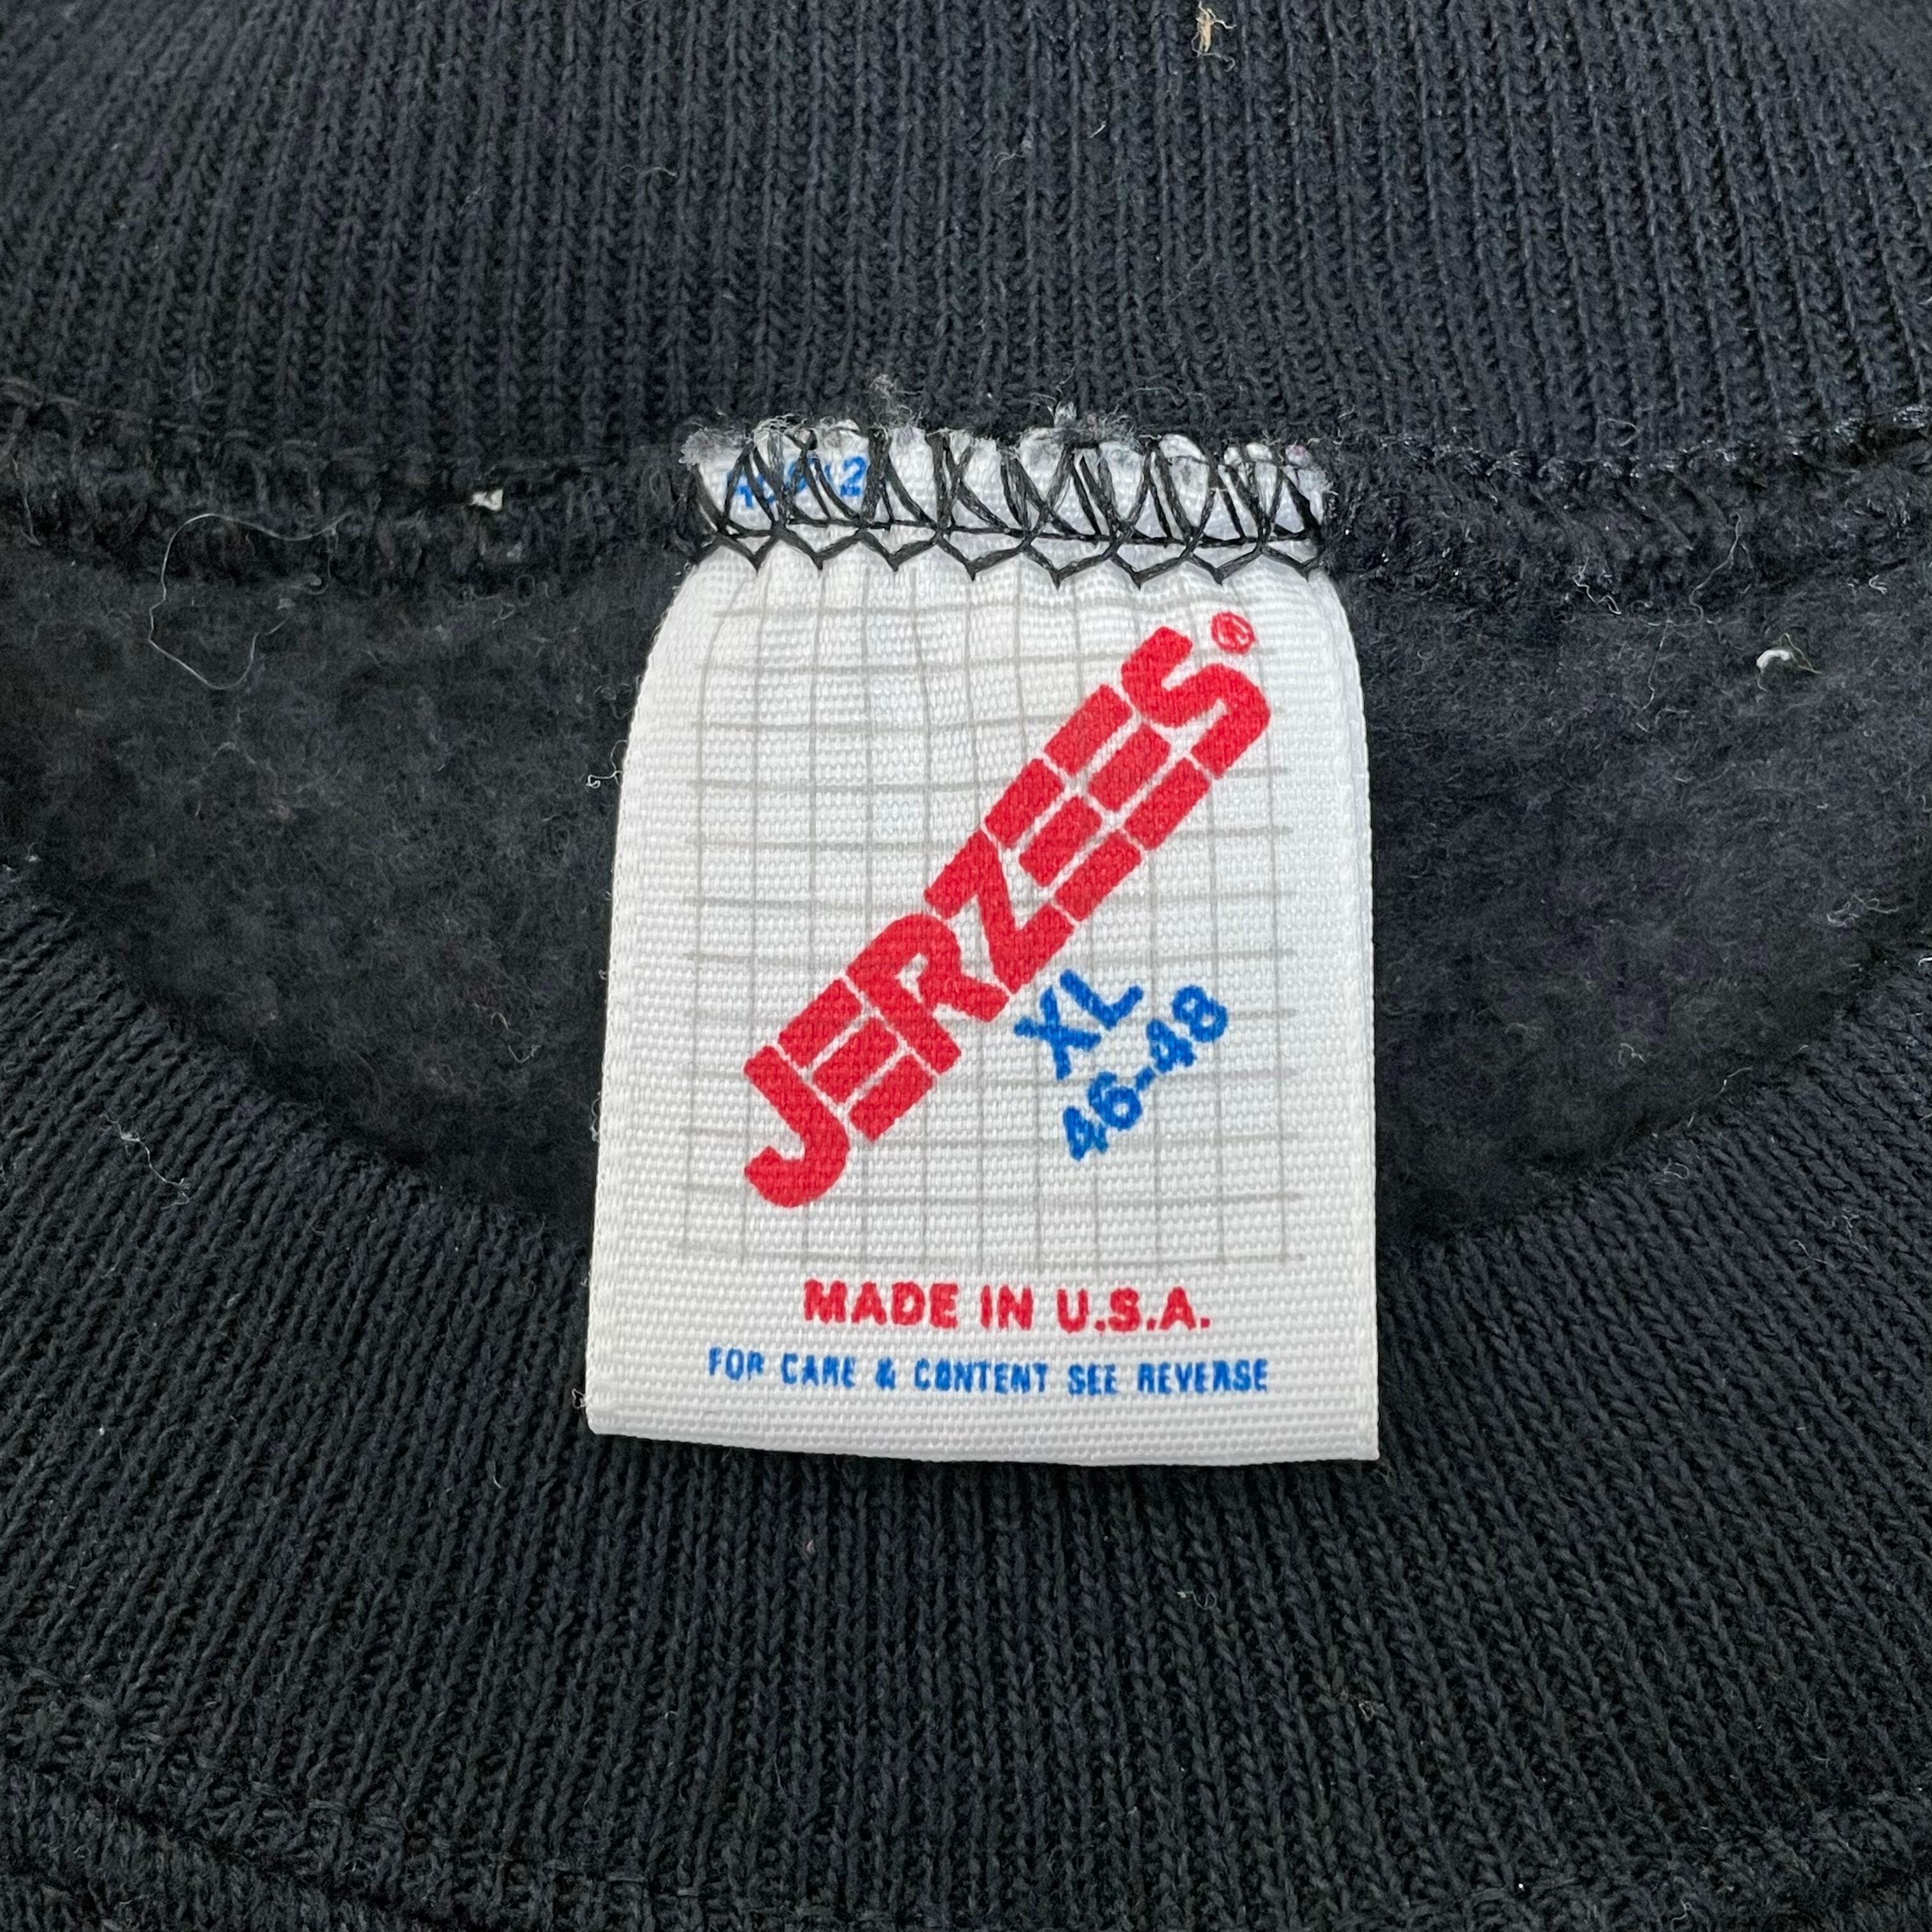 JERZEES®
XL
46-48
MADE IN U.S.A.
FOR CARE & CONTENT SEE REVERSE